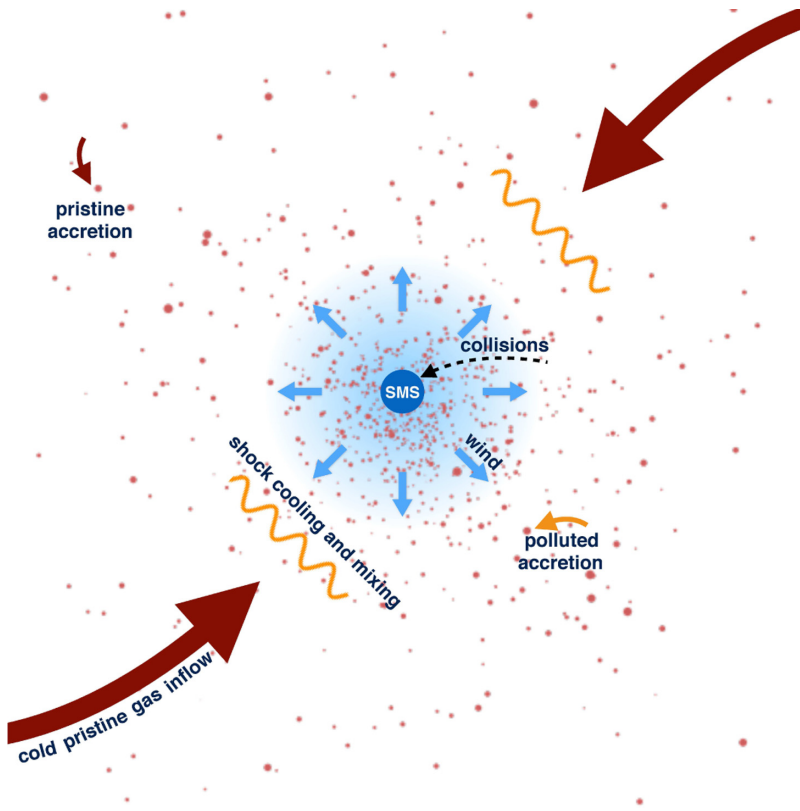 pristine
accretion
collisions
SMS
wind
shock cooling and mixing
polluted
accretion
cold pristine gas inflow